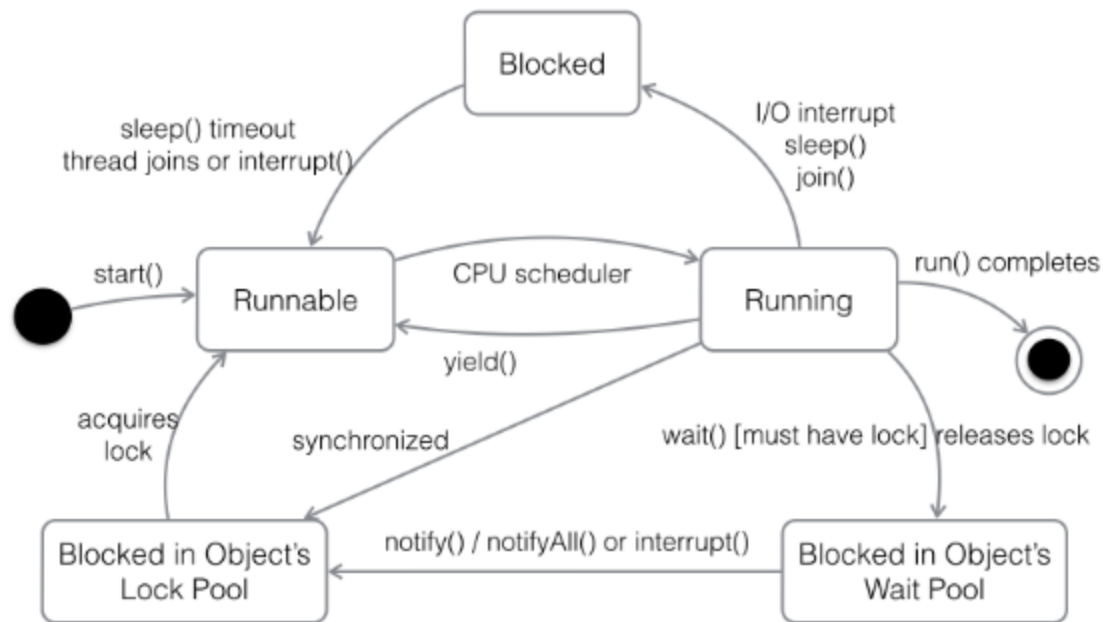 Blocked
I/O interrupt
sleep()
join()
sleep() timeout
thread joins or interrupt()
start()
Runnable
CPU scheduler
Running
run() completes
yield()
acquires
lock
synchronized
wait() [must have lock] releases lock
Blocked in Object's
Lock Pool
notify() / notifyAll() or interrupt()
Blocked in Object's
Wait Pool